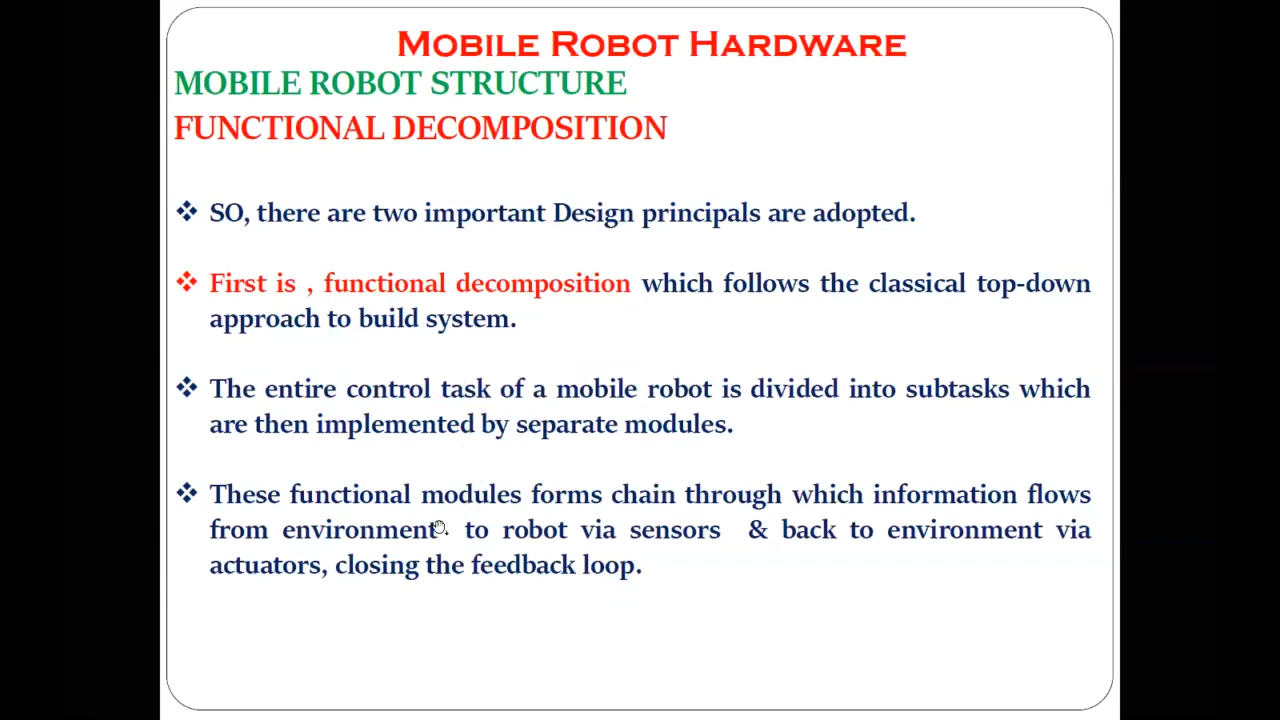 MOBILE ROBOT HARDWARE
MOBILE ROBOT STRUCTURE
FUNCTIONAL DECOMPOSITION
SO, there are two important Design principals are adopted.
First is , functional decomposition which follows the classical top-down
approach to build system.
The entire control task of a mobile robot is divided into subtasks which
are then implemented by separate modules.
These functional modules forms chain through which information flows
from environment to robot via sensors & back to environment via
actuators, closing the feedback loop.